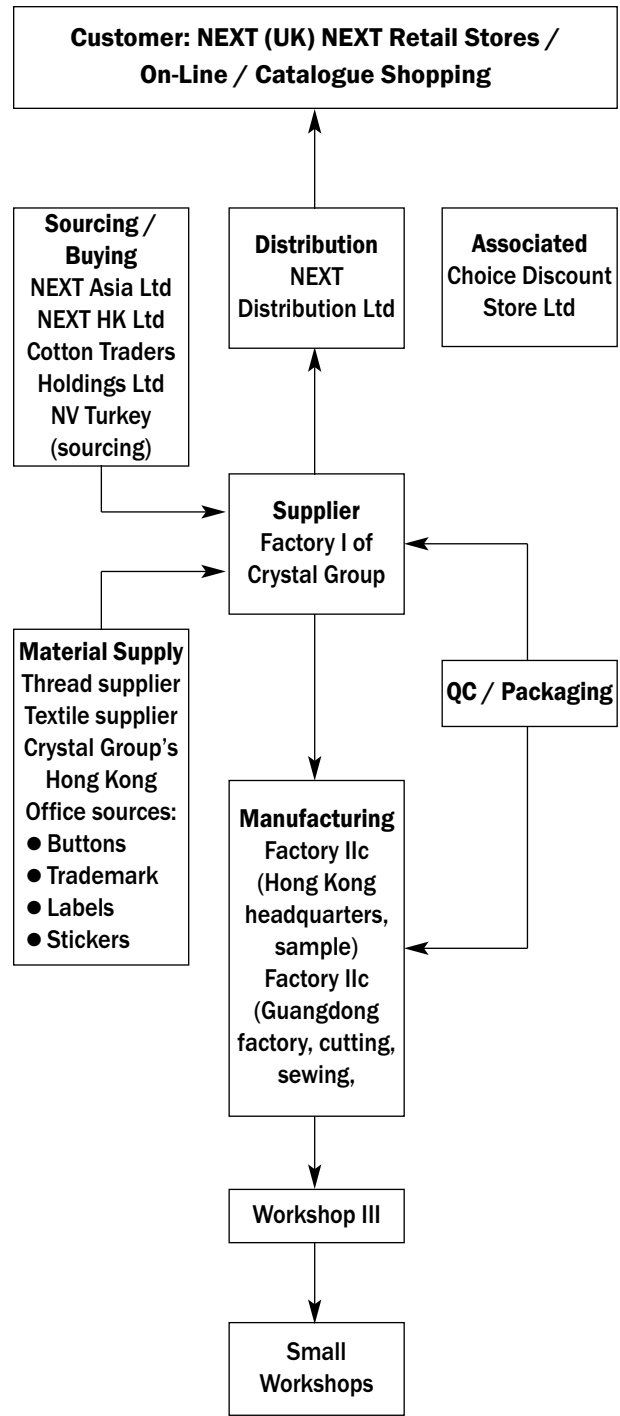 Customer: NEXT (UK) NEXT Retail Stores /
On-Line / Catalogue Shopping
Sourcing /
Buying
NEXT Asia Ltd
NEXT HK Ltd
Cotton Traders
Holdings Ltd
NV Turkey
(sourcing)
Distribution
NEXT
Distribution Ltd
Associated
Choice Discount
Store Ltd
Supplier
Factory I of
Crystal Group
Material Supply
Thread supplier
Textile supplier
Crystal Group's
Hong Kong
Office sources:
● Buttons
● Trademark
● Labels
● Stickers
QC / Packaging
Manufacturing
Factory IIc
(Hong Kong
headquarters,
sample)
Factory IIc
(Guangdong
factory, cutting,
sewing,
Workshop III
Small
Workshops